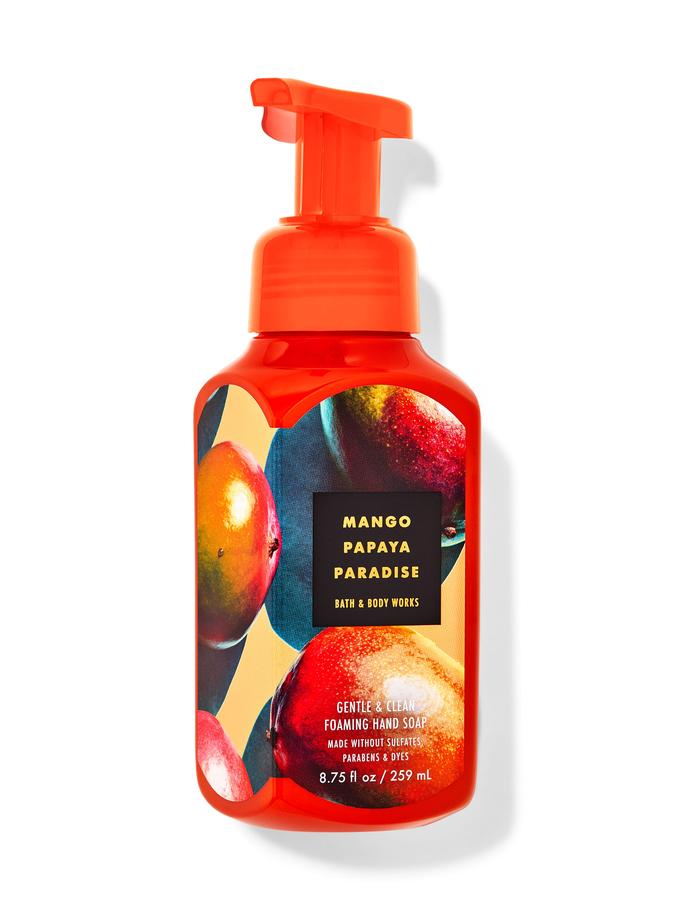 MANGO
PAPAYA
PARADISE
BATH & BODY WORKS
GENTLE & CLEAN
FOAMING HAND SOAP
MADE WITHOUT SULFATES,
PARABENS & DYES
8.75 fl oz / 259 mL